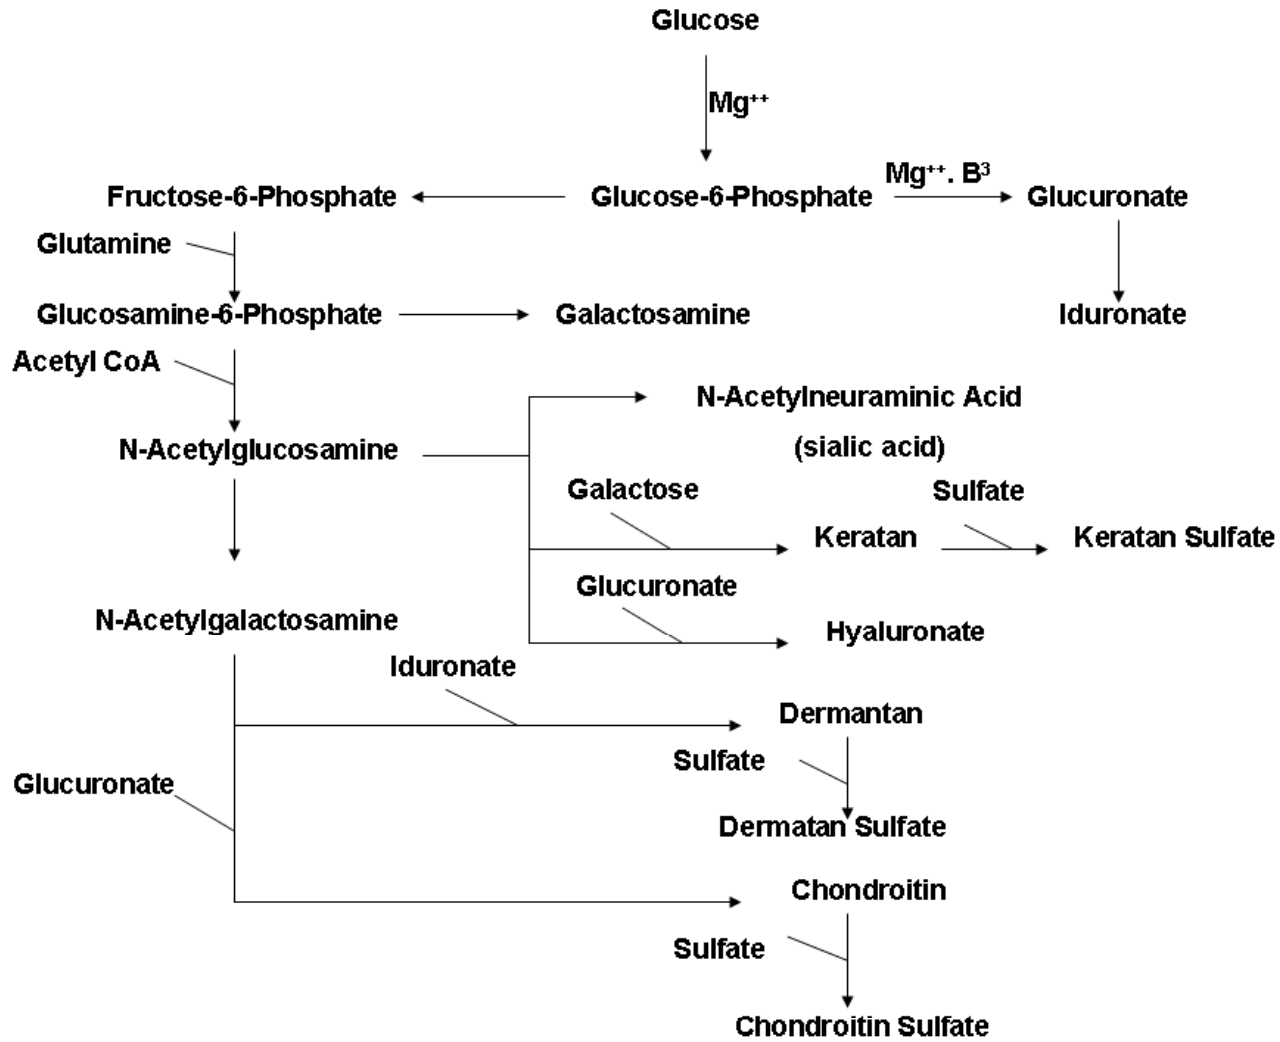 Glucose
Mg⁺⁺
Mg⁺⁺. B³
Fructose-6-Phosphate
Glucose-6-Phosphate
Glucuronate
Glutamine
Glucosamine-6-Phosphate
Galactosamine
Iduronate
Acetyl CoA
N-Acetylneuraminic Acid
(sialic acid)
N-Acetylglucosamine
Galactose
Sulfate
Keratan
Keratan Sulfate
Glucuronate
N-Acetylgalactosamine
Hyaluronate
Iduronate
Dermantan
Sulfate
Glucuronate
Dermatan Sulfate
Chondroitin
Sulfate
Chondroitin Sulfate